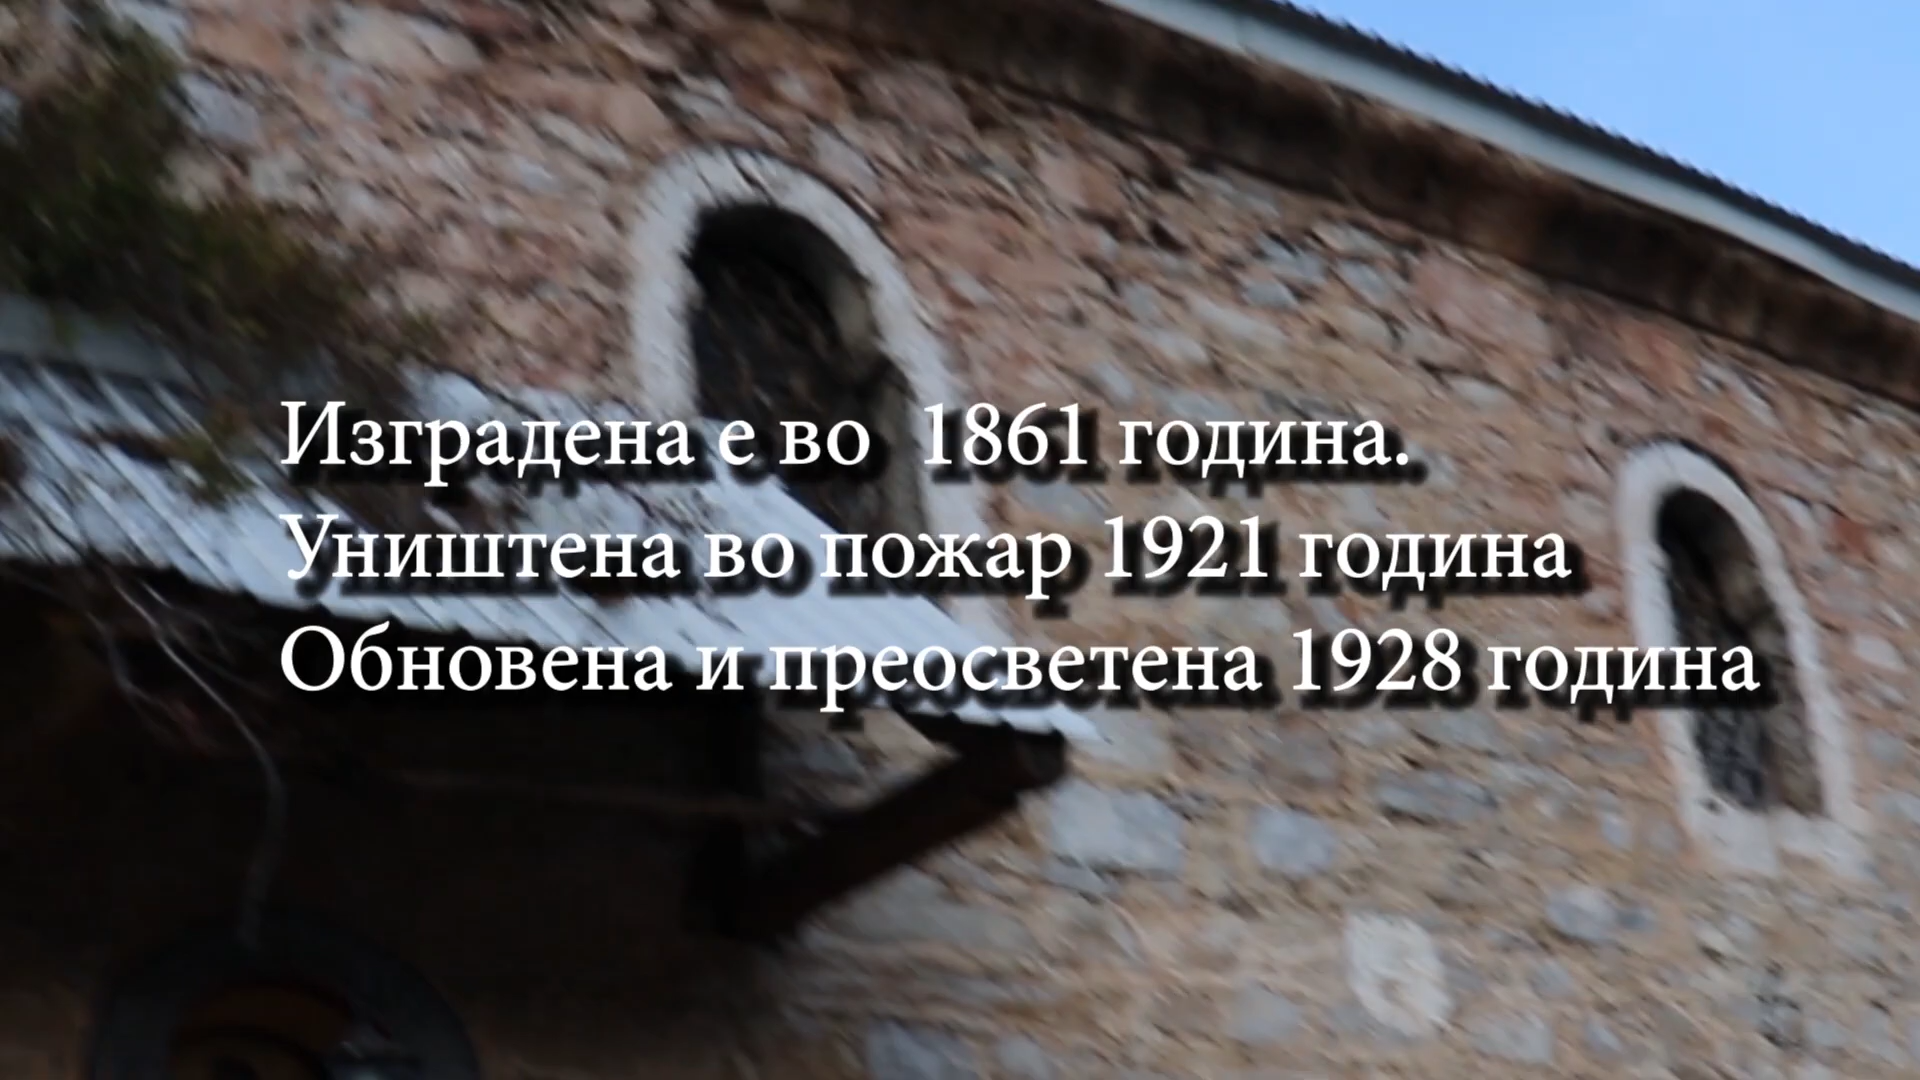 Изградена е во  1861 година.
Уништена во пожар 1921 година
Обновена и преосветена 1928 година